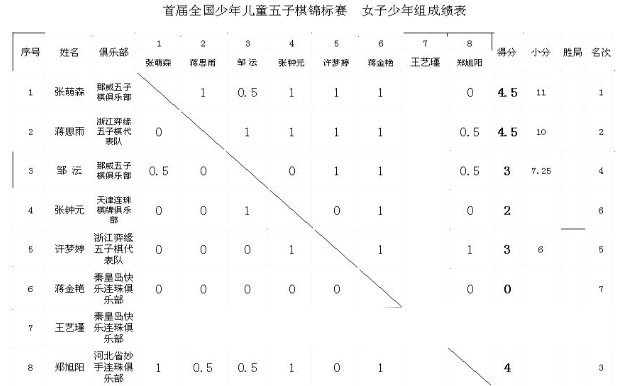 首届全国少年儿童五子棋锦标赛 女子少年组成绩表
序号 姓名 俱乐部 1 2 3 4 5 6 7 8 得分 小分 胜局 名次
张萌森 蒋思雨 邹沄 张钟元 许梦婷 蒋金艳 王艺瑾 郑旭阳
1 张萌森 那威五子棋俱乐部 1 0.5 1 1 1 0 4.5 11 1
2 蒋思雨 浙江弈缘五子棋代表队 0 1 1 1 1 0.5 4.5 10 2
3 邹沄 那威五子棋俱乐部 0.5 0 0 1 1 0.5 3 7.25 4
4 张钟元 天津连珠棋牌俱乐部 0 0 1 0 1 0 2 6
5 许梦婷 浙江弈缘五子棋代表队 0 0 0 1 1 1 3 6 5
6 蒋金艳 秦皇岛快乐连珠俱乐部 0 0 0 0 0 0 0 7
7 王艺瑾 秦皇岛快乐连珠俱乐部
8 郑旭阳 河北省妙手连珠俱乐部 1 0.5 0.5 1 0 1 4 3